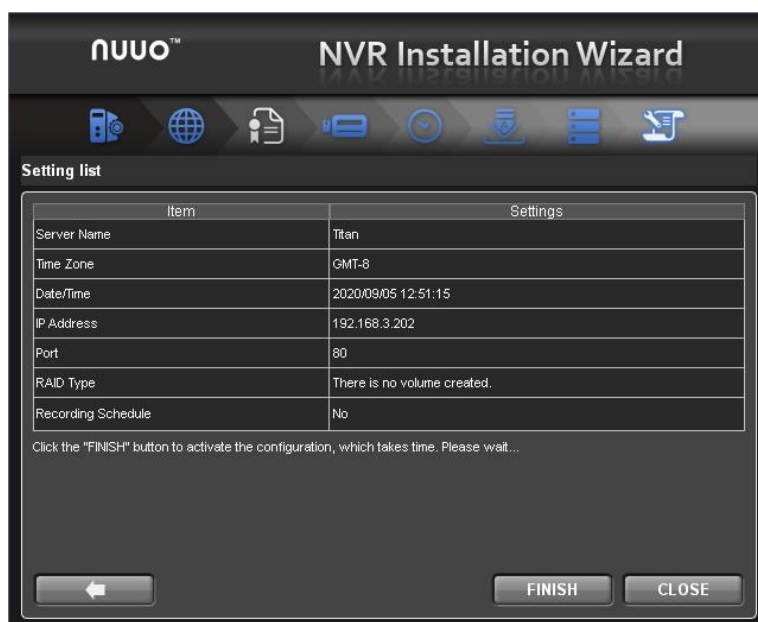 nuuo™ NVR Installation Wizard
Setting list
Item Settings
Server Name Titan
Time Zone GMT-8
Date/Time 2020/09/05 12:51:15
IP Address 192.168.3.202
Port 80
RAID Type There is no volume created.
Recording Schedule No
Click the "FINISH" button to activate the configuration, which takes time. Please wait...
FINISH CLOSE